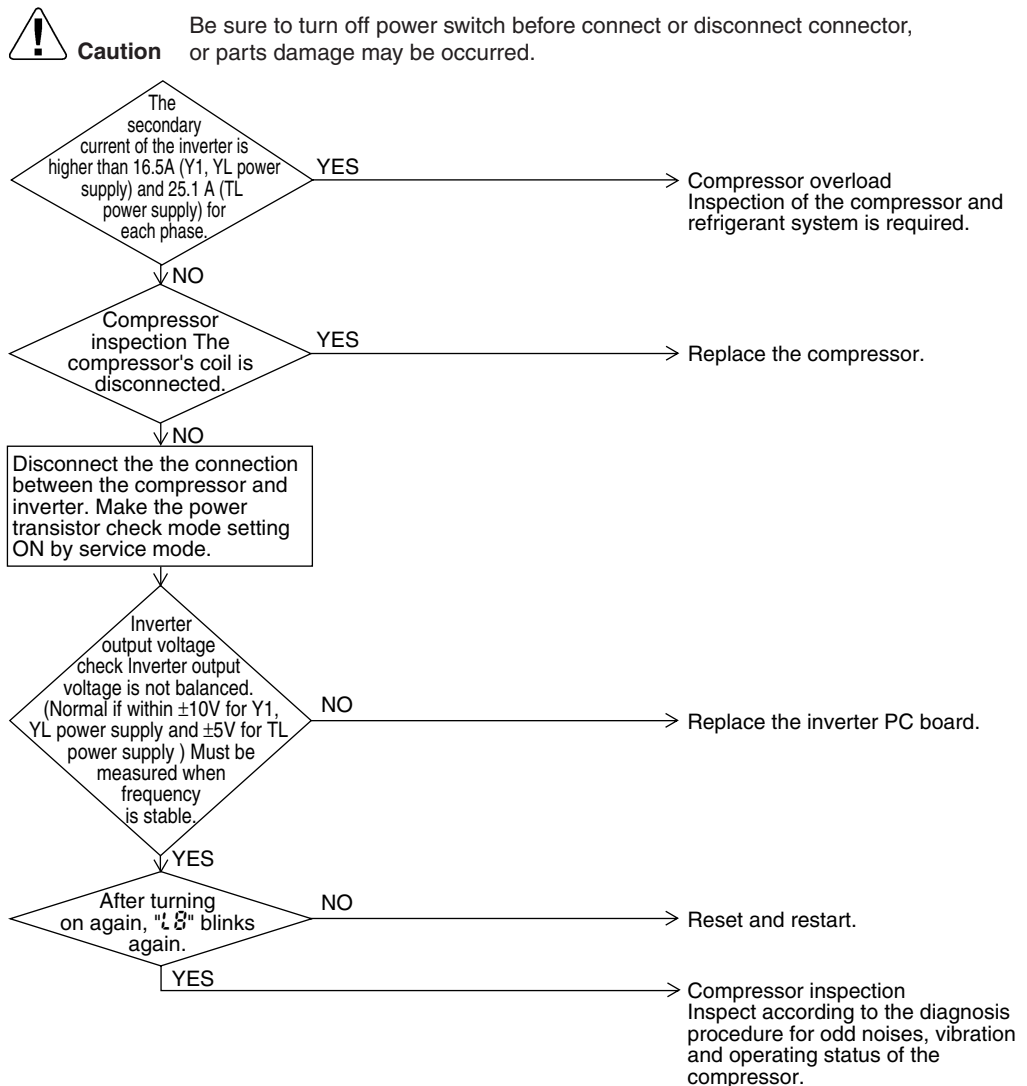 Be sure to turn off power switch before connect or disconnect connector,
Caution or parts damage may be occurred.
The
secondary
current of the inverter is
higher than 16.5A (Y1, YL power
supply) and 25.1 A (TL
power supply) for
each phase.
YES
Compressor overload
Inspection of the compressor and
refrigerant system is required.
NO
Compressor
inspection The
compressor's coil is
disconnected.
YES
Replace the compressor.
NO
Disconnect the the connection
between the compressor and
inverter. Make the power
transistor check mode setting
ON by service mode.
Inverter
output voltage
check Inverter output
voltage is not balanced.
(Normal if within ±10V for Y1,
YL power supply and ±5V for TL
power supply ) Must be
measured when
frequency
is stable.
NO
Replace the inverter PC board.
YES
After turning
on again, "L8" blinks
again.
NO
Reset and restart.
YES
Compressor inspection
Inspect according to the diagnosis
procedure for odd noises, vibration
and operating status of the
compressor.